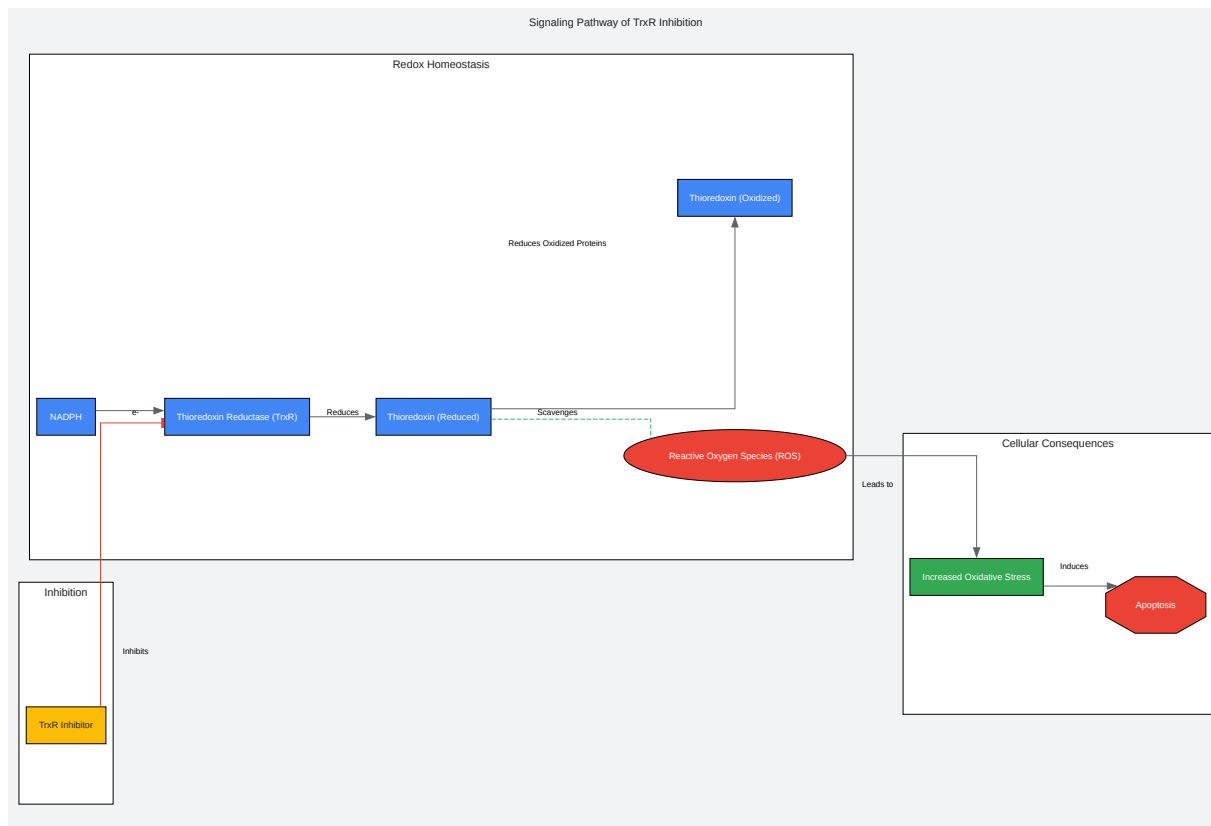 Signaling Pathway of TrxR Inhibition
Redox Homeostasis
Thioredoxin (Oxidized)
Reduces Oxidized Proteins
NADPH
e-
Thioredoxin Reductase (TrxR)
Reduces
Thioredoxin (Reduced)
Scavenges
Reactive Oxygen Species (ROS)
Leads to
Cellular Consequences
Increased Oxidative Stress
Induces
Apoptosis
Inhibition
Inhibits
TrxR Inhibitor